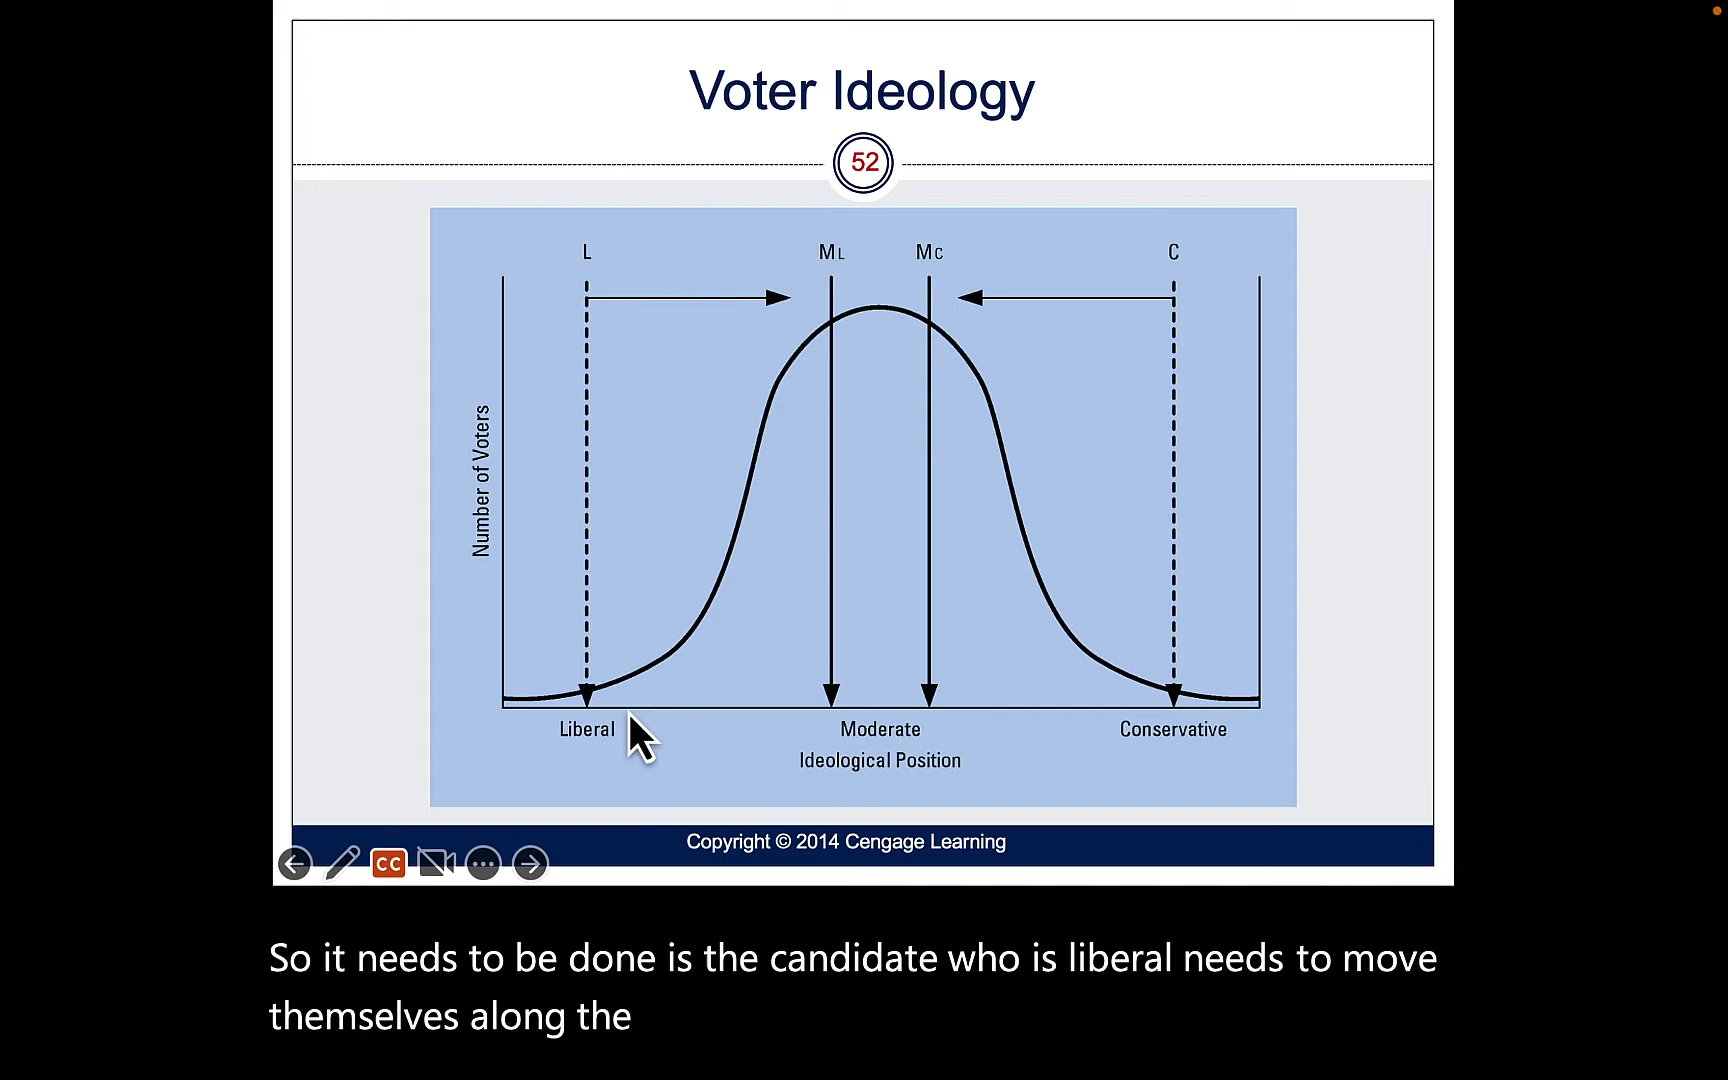 Voter Ideology
52
L ML MC C
Number of Voters
Liberal Moderate Conservative
Ideological Position
Copyright © 2014 Cengage Learning
CC
So it needs to be done is the candidate who is liberal needs to move
themselves along the